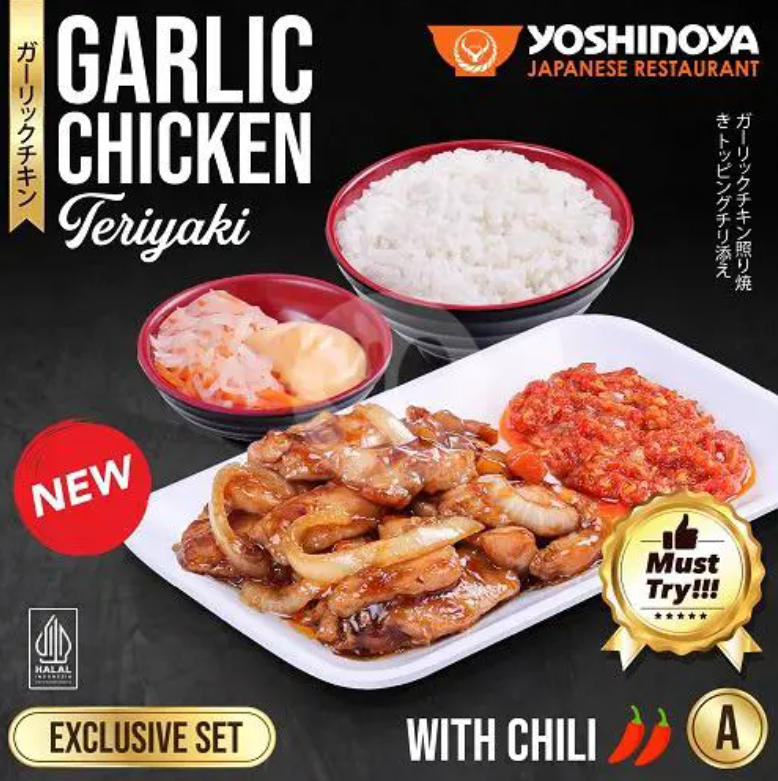 ガーリックチキン
GARLIC
CHICKEN
Teriyaki
YOSHINOYA
JAPANESE RESTAURANT
ガーリックチキン照り焼
きトッピングチリ添え
NEW
Must
Try!!!
HALAL
INDONESIA
EXCLUSIVE SET
WITH CHILI
A